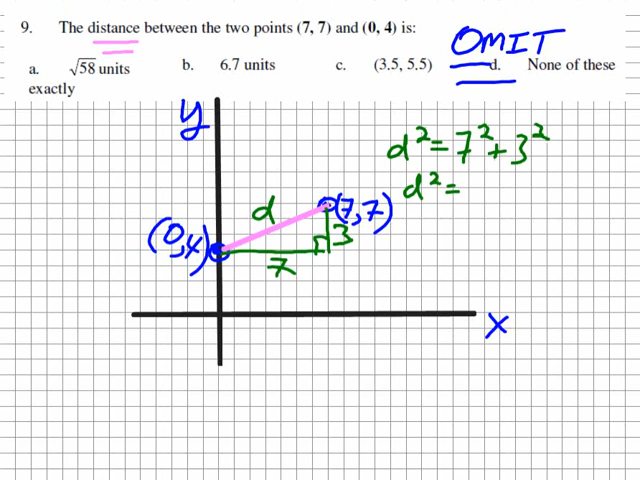 9. The distance between the two points (7, 7) and (0, 4) is:
OMIT
a. √58 units b. 6.7 units c. (3.5, 5.5) d. None of these
exactly
y
d² = 7² + 3²
d² =
d (7,7)
(0,4) 3
7
x